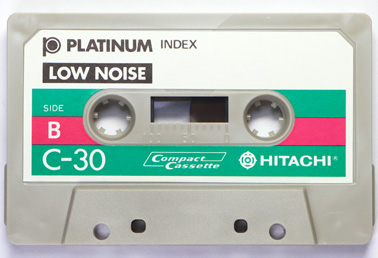 PLATINUM INDEX
LOW NOISE
SIDE
B
C-30
Compact
Cassette
HITACHI®